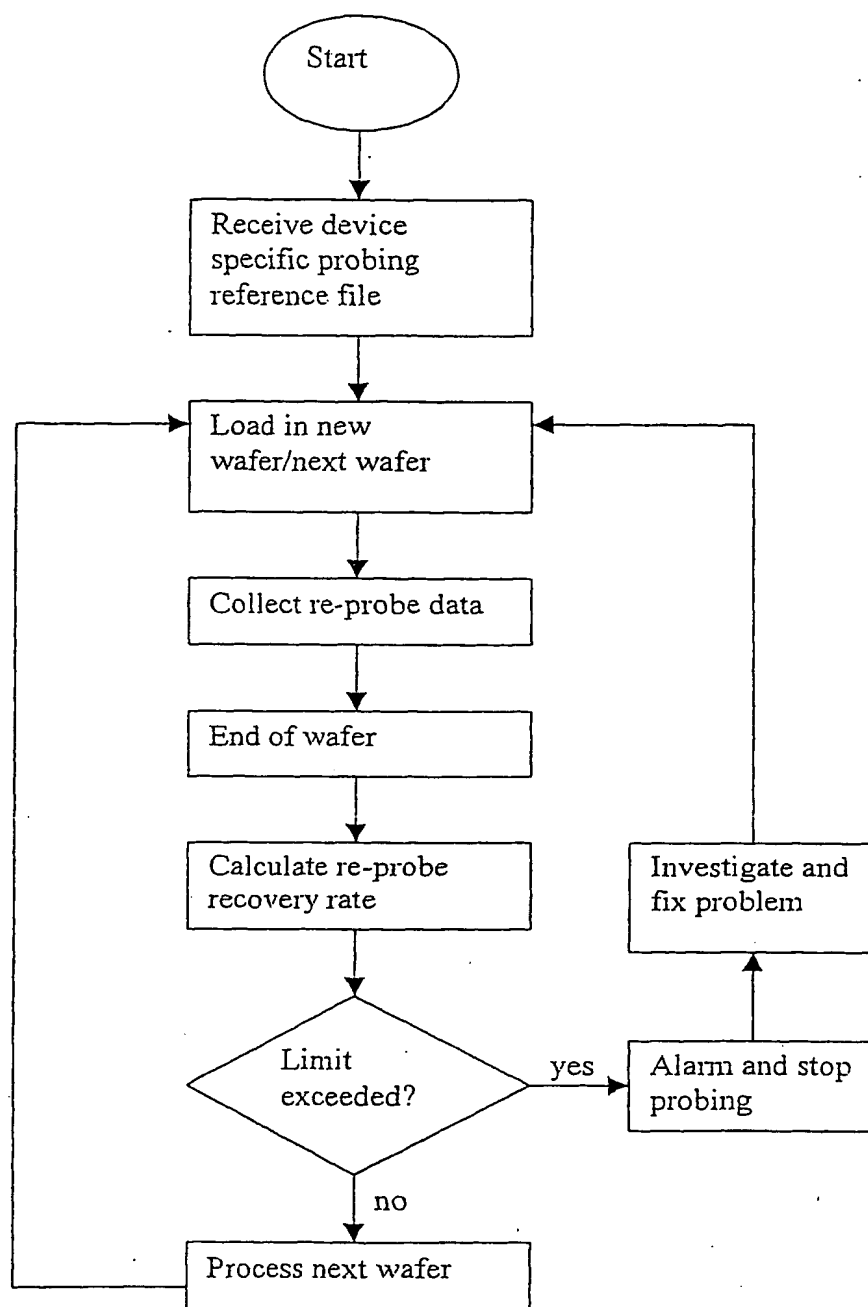 Start
Receive device
specific probing
reference file
Load in new
wafer/next wafer
Collect re-probe data
End of wafer
Calculate re-probe
recovery rate
Investigate and
fix problem
Limit
exceeded?
yes
Alarm and stop
probing
no
Process next wafer